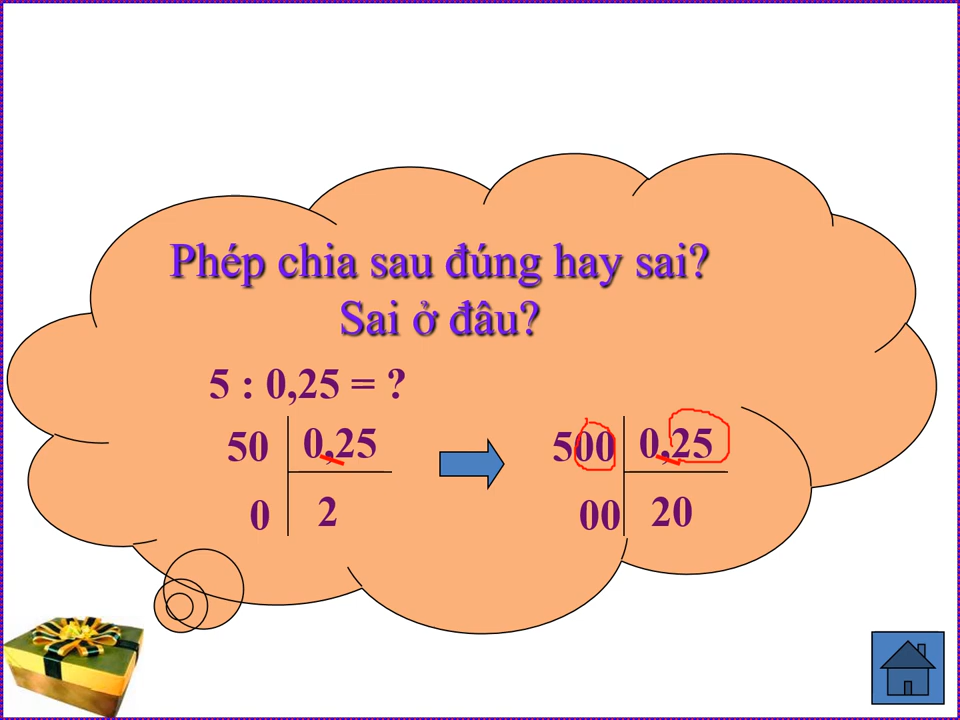 Phép chia sau đúng hay sai?
Sai ở đâu?
5 : 0,25 = ?
50 0,25
0 2
500 0,25
00 20